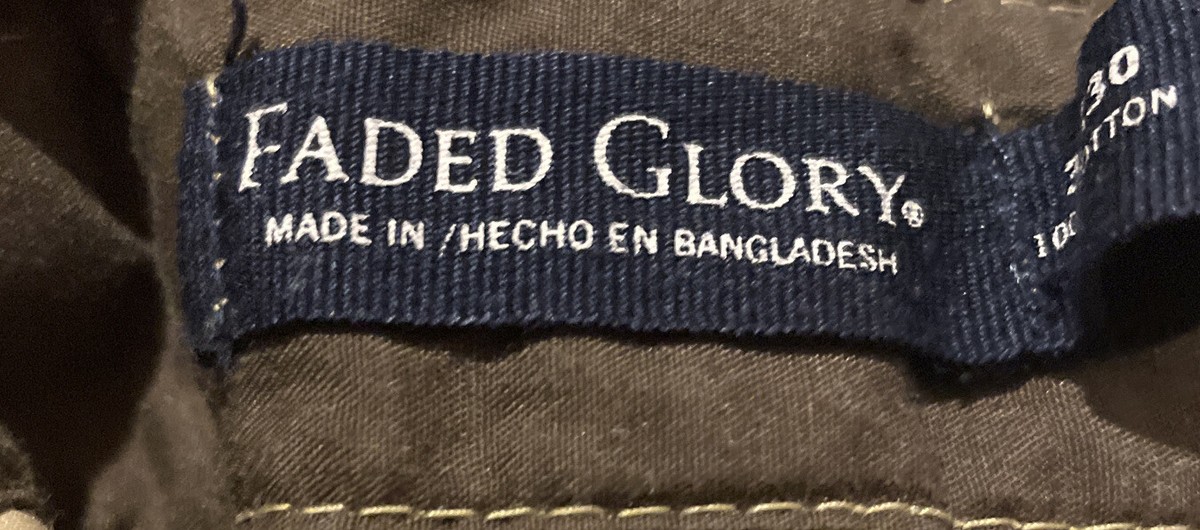 FADED GLORY®
MADE IN /HECHO EN BANGLADESH
30